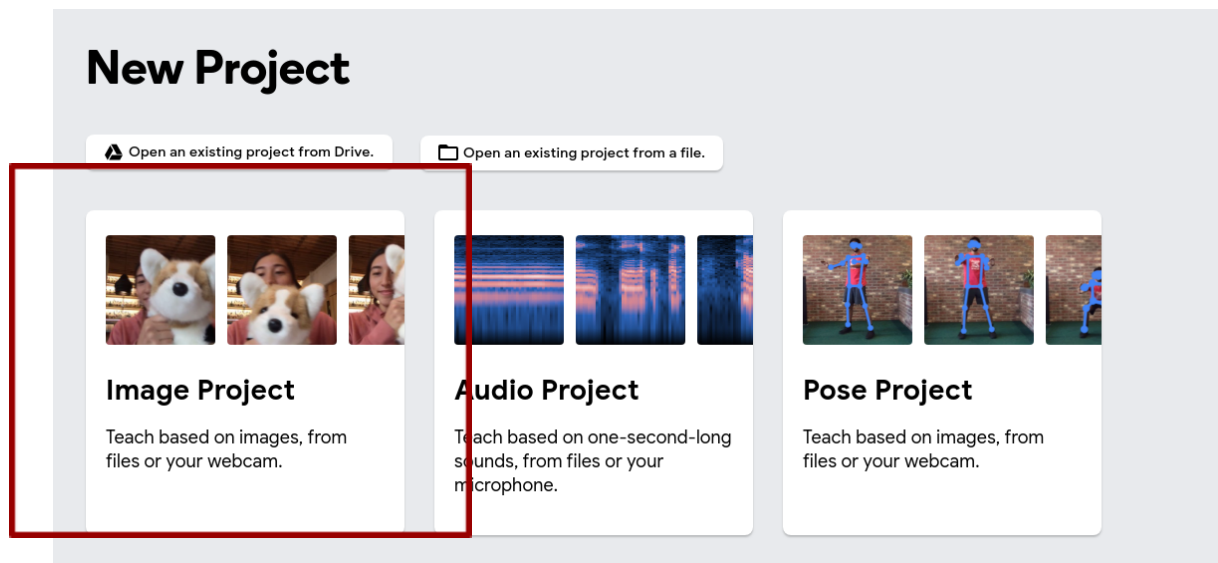 New Project
Open an existing project from Drive.
Open an existing project from a file.
Image Project
Teach based on images, from
files or your webcam.
Audio Project
Teach based on one-second-long
sounds, from files or your
microphone.
Pose Project
Teach based on images, from
files or your webcam.